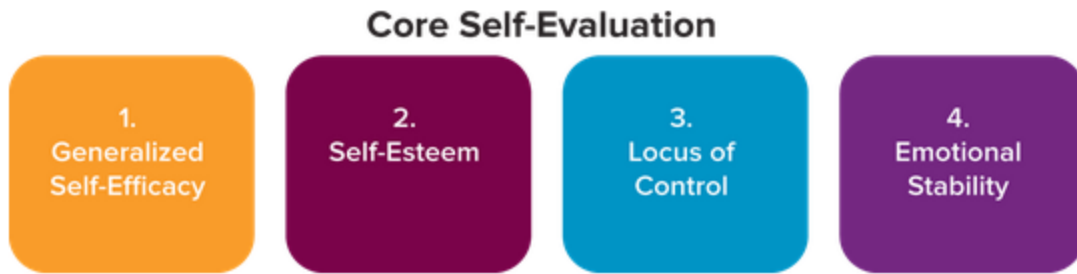 Core Self-Evaluation
1.
Generalized
Self-Efficacy
2.
Self-Esteem
3.
Locus of
Control
4.
Emotional
Stability